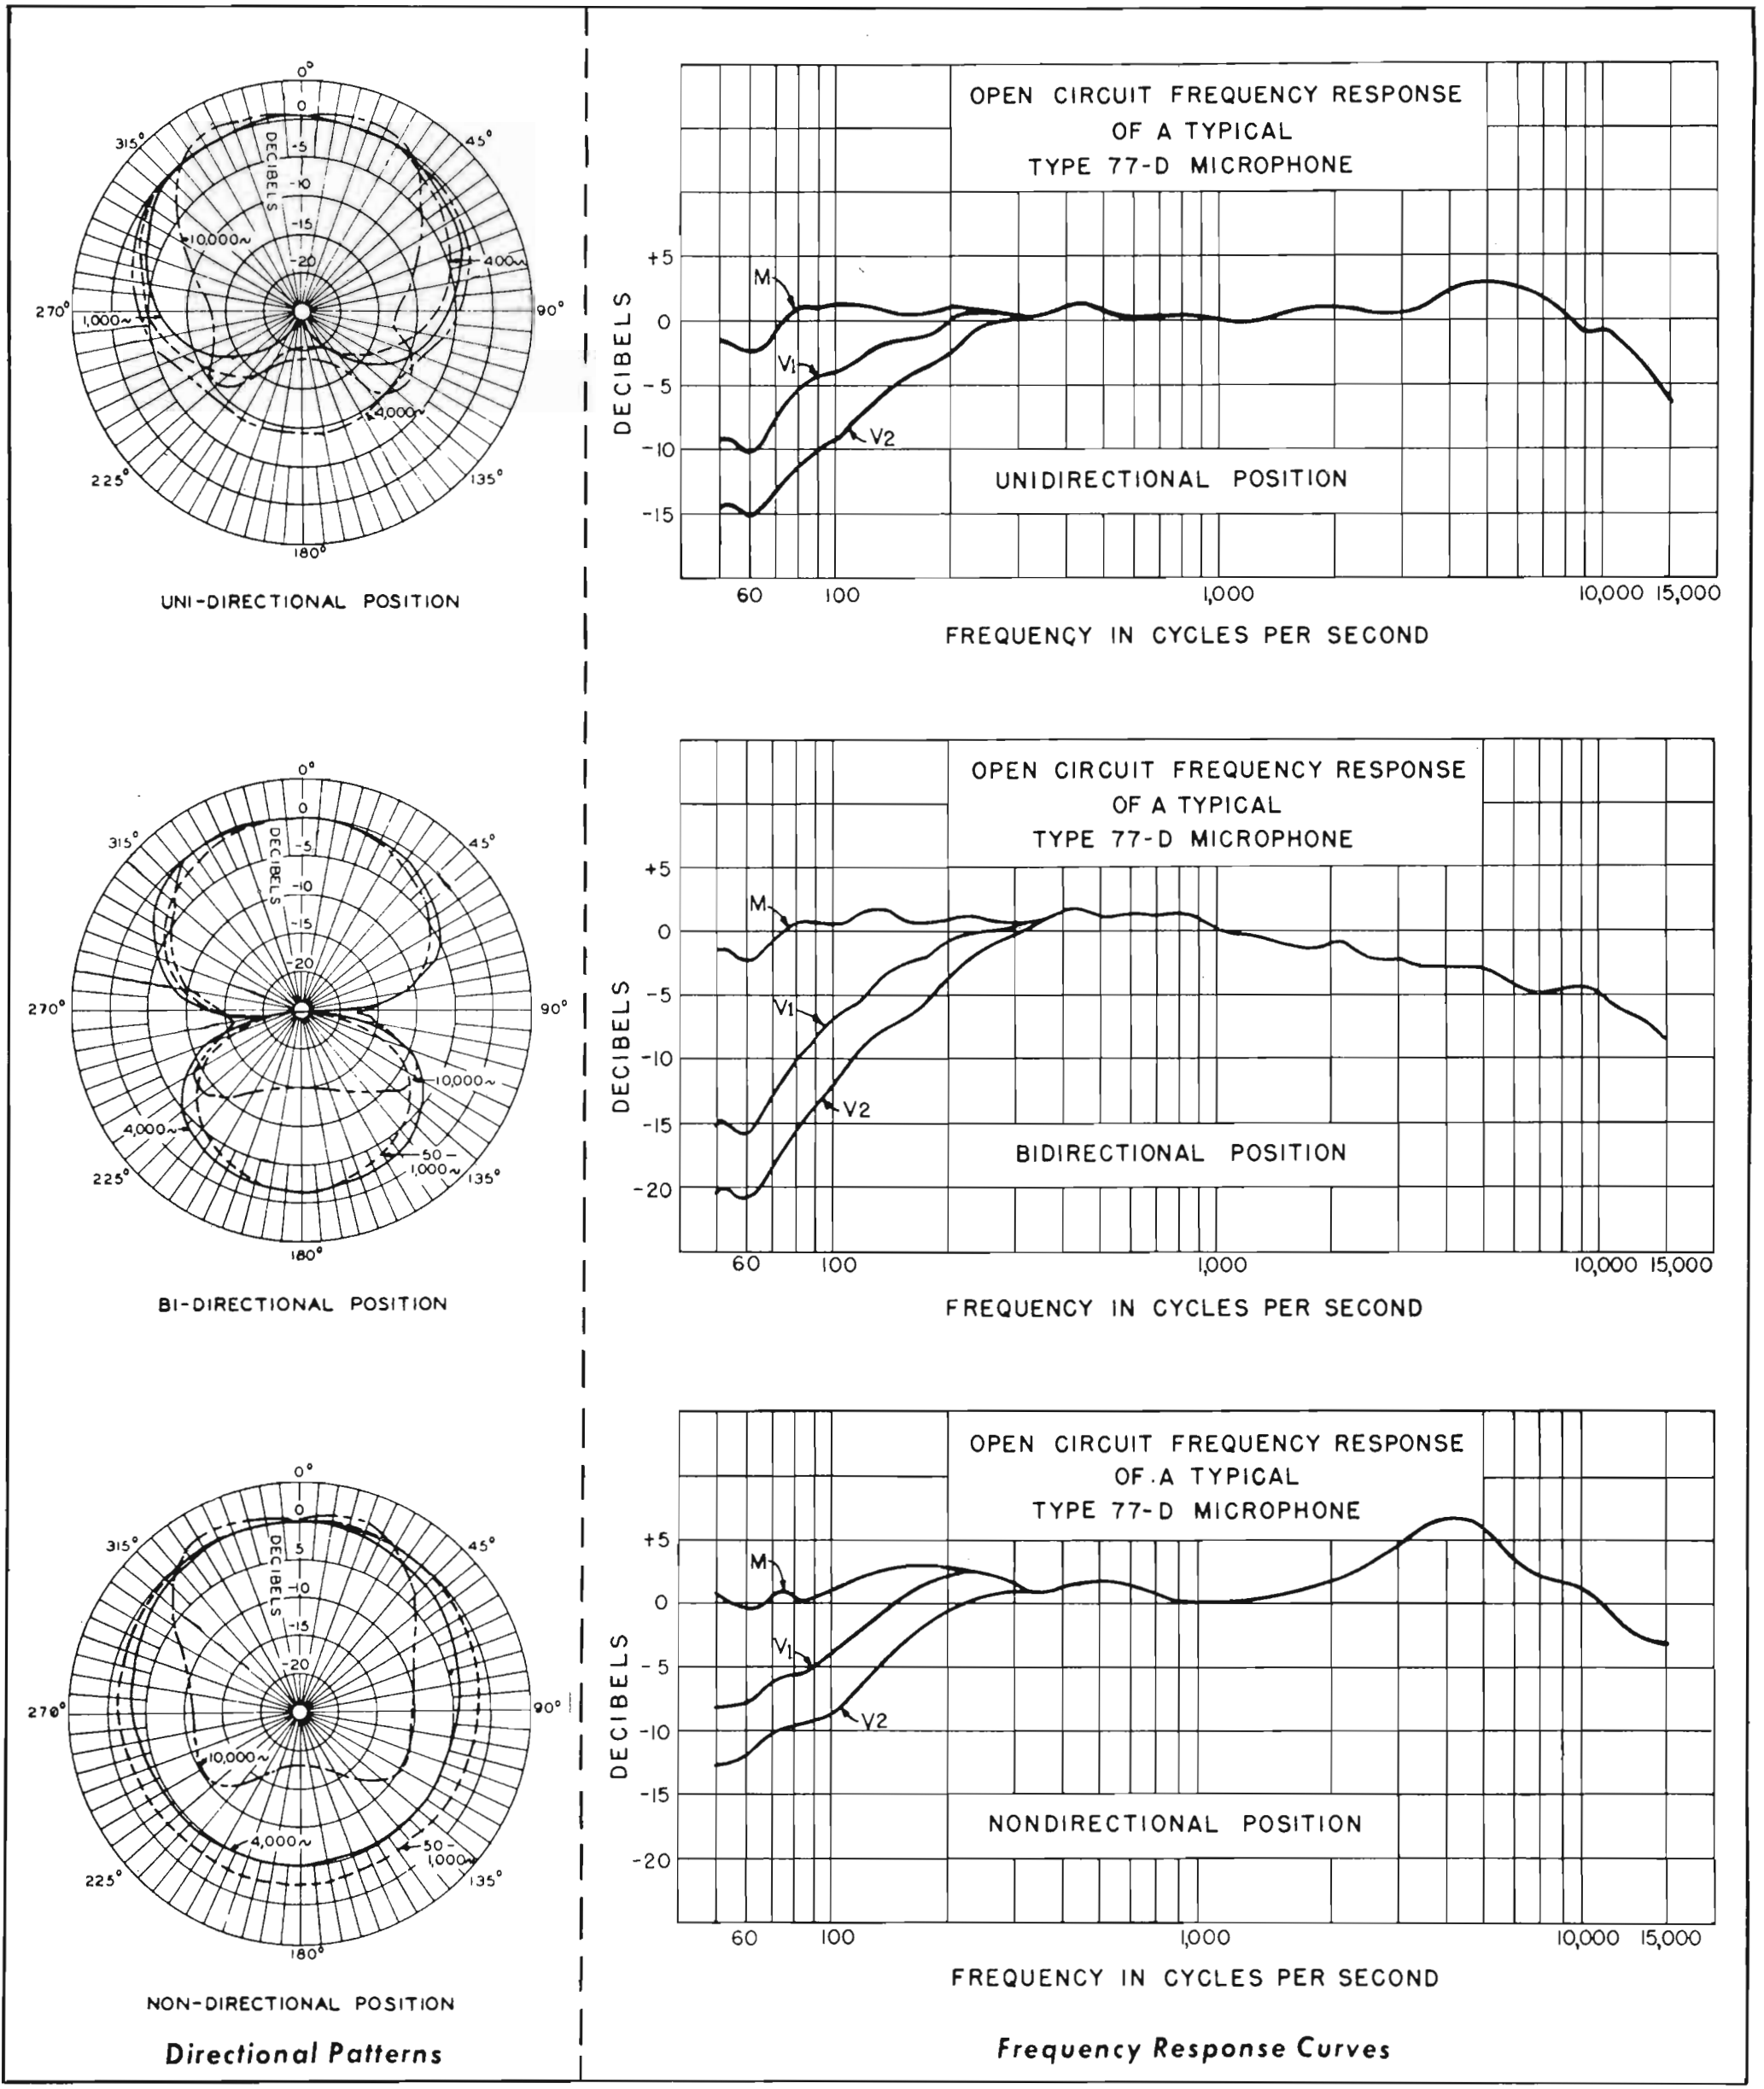 0°
0
-5
-10
-15
-20
DECIBELS
315°
45°
10,000~
400~
270°
1,000~
90°
4,000~
225°
135°
180°
UNI-DIRECTIONAL POSITION
OPEN CIRCUIT FREQUENCY RESPONSE
OF A TYPICAL
TYPE 77-D MICROPHONE
+5
0
-5
-10
-15
DECIBELS
M
V1
V2
UNIDIRECTIONAL POSITION
60 100 1,000 10,000 15,000
FREQUENCY IN CYCLES PER SECOND
0°
0
-5
-10
-15
-20
DECIBELS
315°
45°
270°
90°
10,000~
4,000~
50-
1,000~
225°
135°
180°
BI-DIRECTIONAL POSITION
OPEN CIRCUIT FREQUENCY RESPONSE
OF A TYPICAL
TYPE 77-D MICROPHONE
+5
0
-5
-10
-15
-20
DECIBELS
M
V1
V2
BIDIRECTIONAL POSITION
60 100 1,000 10,000 15,000
FREQUENCY IN CYCLES PER SECOND
0°
0
5
-10
-15
-20
DECIBELS
315°
45°
270°
90°
10,000~
4,000~
50-
1,000~
225°
135°
180°
NON-DIRECTIONAL POSITION
OPEN CIRCUIT FREQUENCY RESPONSE
OF A TYPICAL
TYPE 77-D MICROPHONE
+5
0
-5
-10
-15
-20
DECIBELS
M
V1
V2
NONDIRECTIONAL POSITION
60 100 1,000 10,000 15,000
FREQUENCY IN CYCLES PER SECOND
Directional Patterns
Frequency Response Curves